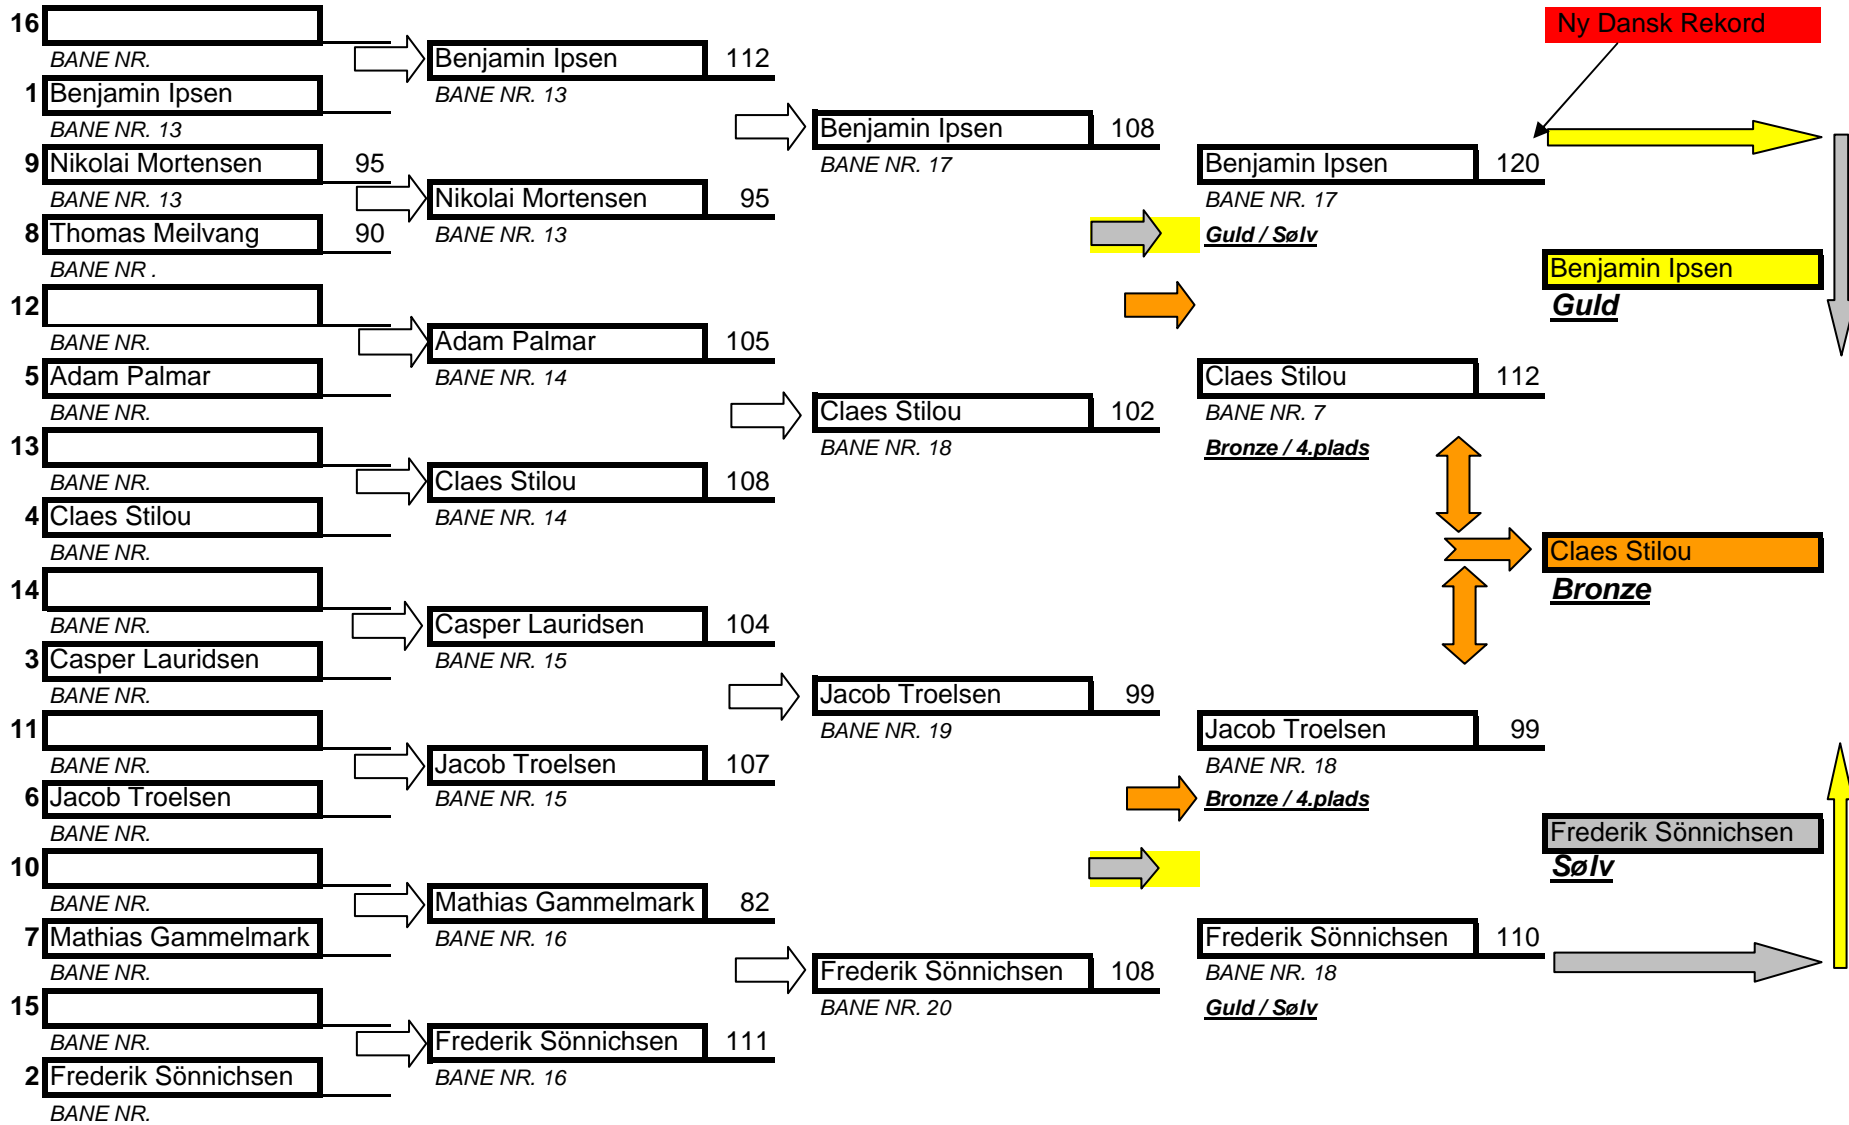 16
BANE NR.
1 Benjamin Ipsen
BANE NR. 13
9 Nikolai Mortensen 95
BANE NR. 13
8 Thomas Meilvang 90
BANE NR .
12
BANE NR.
5 Adam Palmar
BANE NR.
13
BANE NR.
4 Claes Stilou
BANE NR.
14
BANE NR.
3 Casper Lauridsen
BANE NR.
11
BANE NR.
6 Jacob Troelsen
BANE NR.
10
BANE NR.
7 Mathias Gammelmark
BANE NR.
15
BANE NR.
2 Frederik Sönnichsen
BANE NR.
Benjamin Ipsen 112
BANE NR. 13
Nikolai Mortensen 95
BANE NR. 13
Adam Palmar 105
BANE NR. 14
Claes Stilou 108
BANE NR. 14
Casper Lauridsen 104
BANE NR. 15
Jacob Troelsen 107
BANE NR. 15
Mathias Gammelmark 82
BANE NR. 16
Frederik Sönnichsen 111
BANE NR. 16
Benjamin Ipsen 108
BANE NR. 17
Claes Stilou 102
BANE NR. 18
Jacob Troelsen 99
BANE NR. 19
Frederik Sönnichsen 108
BANE NR. 20
Benjamin Ipsen 120
BANE NR. 17
Guld / Sølv
Claes Stilou 112
BANE NR. 7
Bronze / 4.plads
Jacob Troelsen 99
BANE NR. 18
Bronze / 4.plads
Frederik Sönnichsen 110
BANE NR. 18
Guld / Sølv
Ny Dansk Rekord
Benjamin Ipsen
Guld
Claes Stilou
Bronze
Frederik Sönnichsen
Sølv